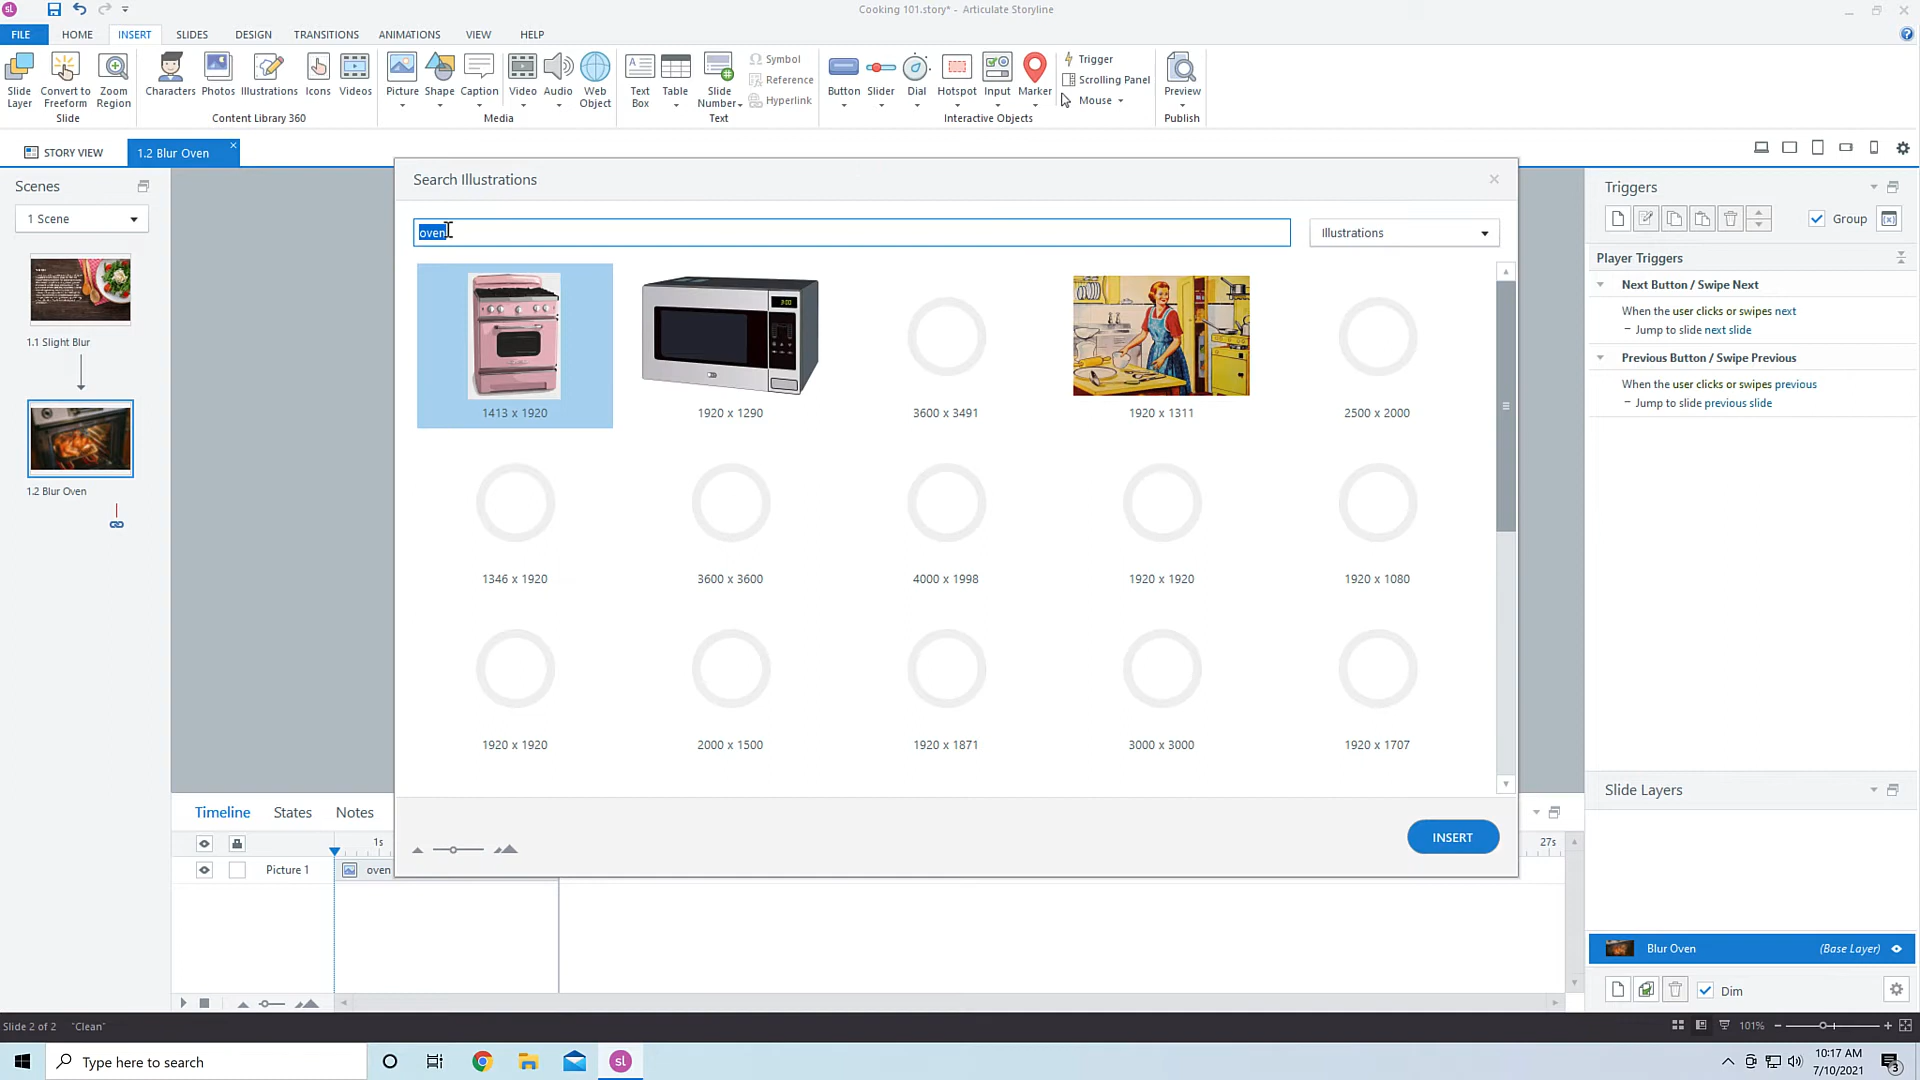 sl
Cooking 101.story* - Articulate Storyline
FILE HOME INSERT SLIDES DESIGN TRANSITIONS ANIMATIONS VIEW HELP
Slide Layer
Convert to Freeform
Zoom Region
Slide
Characters
Photos
Illustrations
Icons
Videos
Content Library 360
Picture
Shape
Caption
Video
Audio
Web Object
Media
Text Box
Table
Slide Number
Symbol
Reference
Hyperlink
Text
Button
Slider
Dial
Hotspot
Input
Marker
Trigger
Scrolling Panel
Mouse
Interactive Objects
Preview
Publish
STORY VIEW
1.2 Blur Oven
Scenes
1 Scene
1.1 Slight Blur
1.2 Blur Oven
Search Illustrations
oven
Illustrations
3:00
1413 x 1920
1920 x 1290
3600 x 3491
1920 x 1311
2500 x 2000
1346 x 1920
3600 x 3600
4000 x 1998
1920 x 1920
1920 x 1080
1920 x 1920
2000 x 1500
1920 x 1871
3000 x 3000
1920 x 1707
INSERT
Triggers
Group
Player Triggers
Next Button / Swipe Next
When the user clicks or swipes next
– Jump to slide next slide
Previous Button / Swipe Previous
When the user clicks or swipes previous
– Jump to slide previous slide
Timeline States Notes
1s
27s
Picture 1
oven
Slide Layers
Blur Oven (Base Layer)
Dim
Slide 2 of 2 "Clean"
101%
Type here to search
sl
10:17 AM
7/10/2021
3